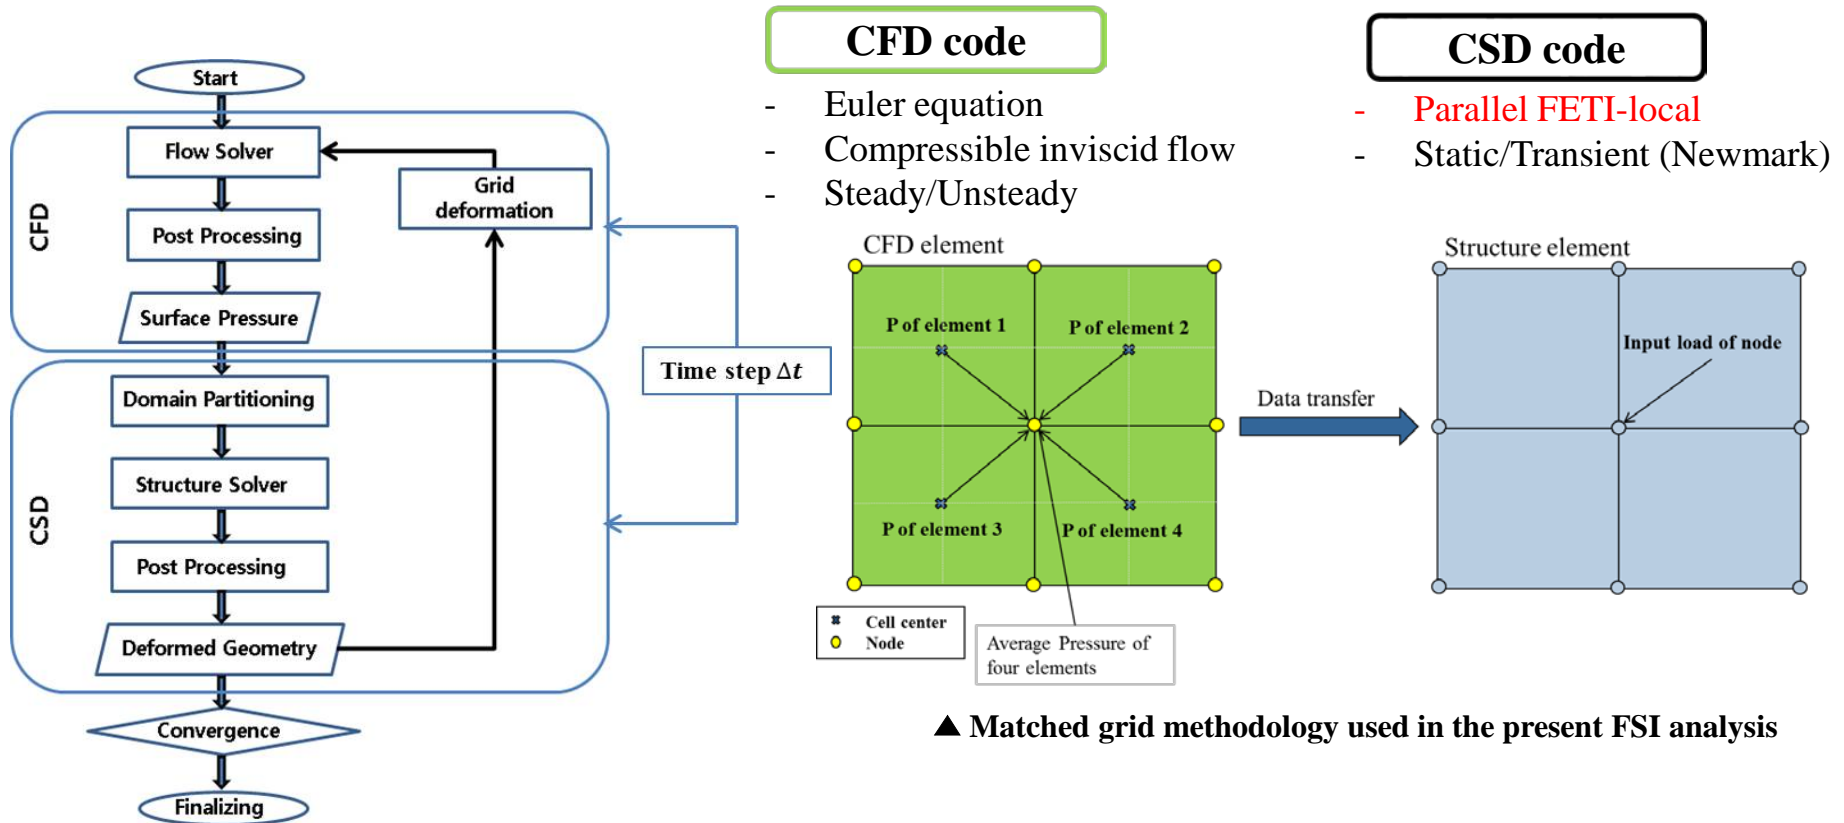 Start
CFD
Flow Solver
Grid
deformation
Post Processing
Surface Pressure
CSD
Domain Partitioning
Structure Solver
Post Processing
Deformed Geometry
Convergence
Finalizing
Time step Δt
CFD code
- Euler equation
- Compressible inviscid flow
- Steady/Unsteady
CSD code
- Parallel FETI-local
- Static/Transient (Newmark)
CFD element
P of element 1
P of element 2
P of element 3
P of element 4
Cell center
Node
Average Pressure of
four elements
Data transfer
Structure element
Input load of node
▲ Matched grid methodology used in the present FSI analysis